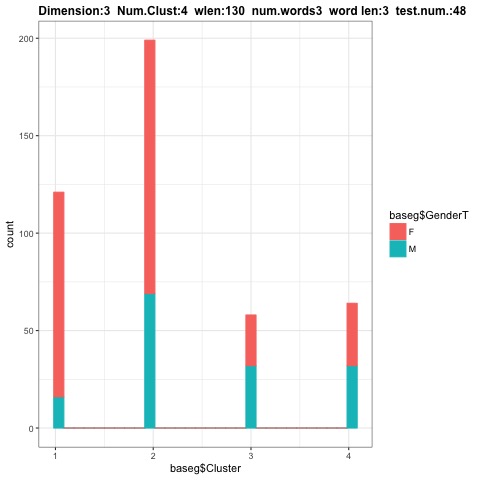 Dimension:3 Num.Clust:4 wlen:130 num.words3 word len:3 test.num.:48
200
150
100
50
0
count
1 2 3 4
baseg$Cluster
baseg$GenderT
F
M